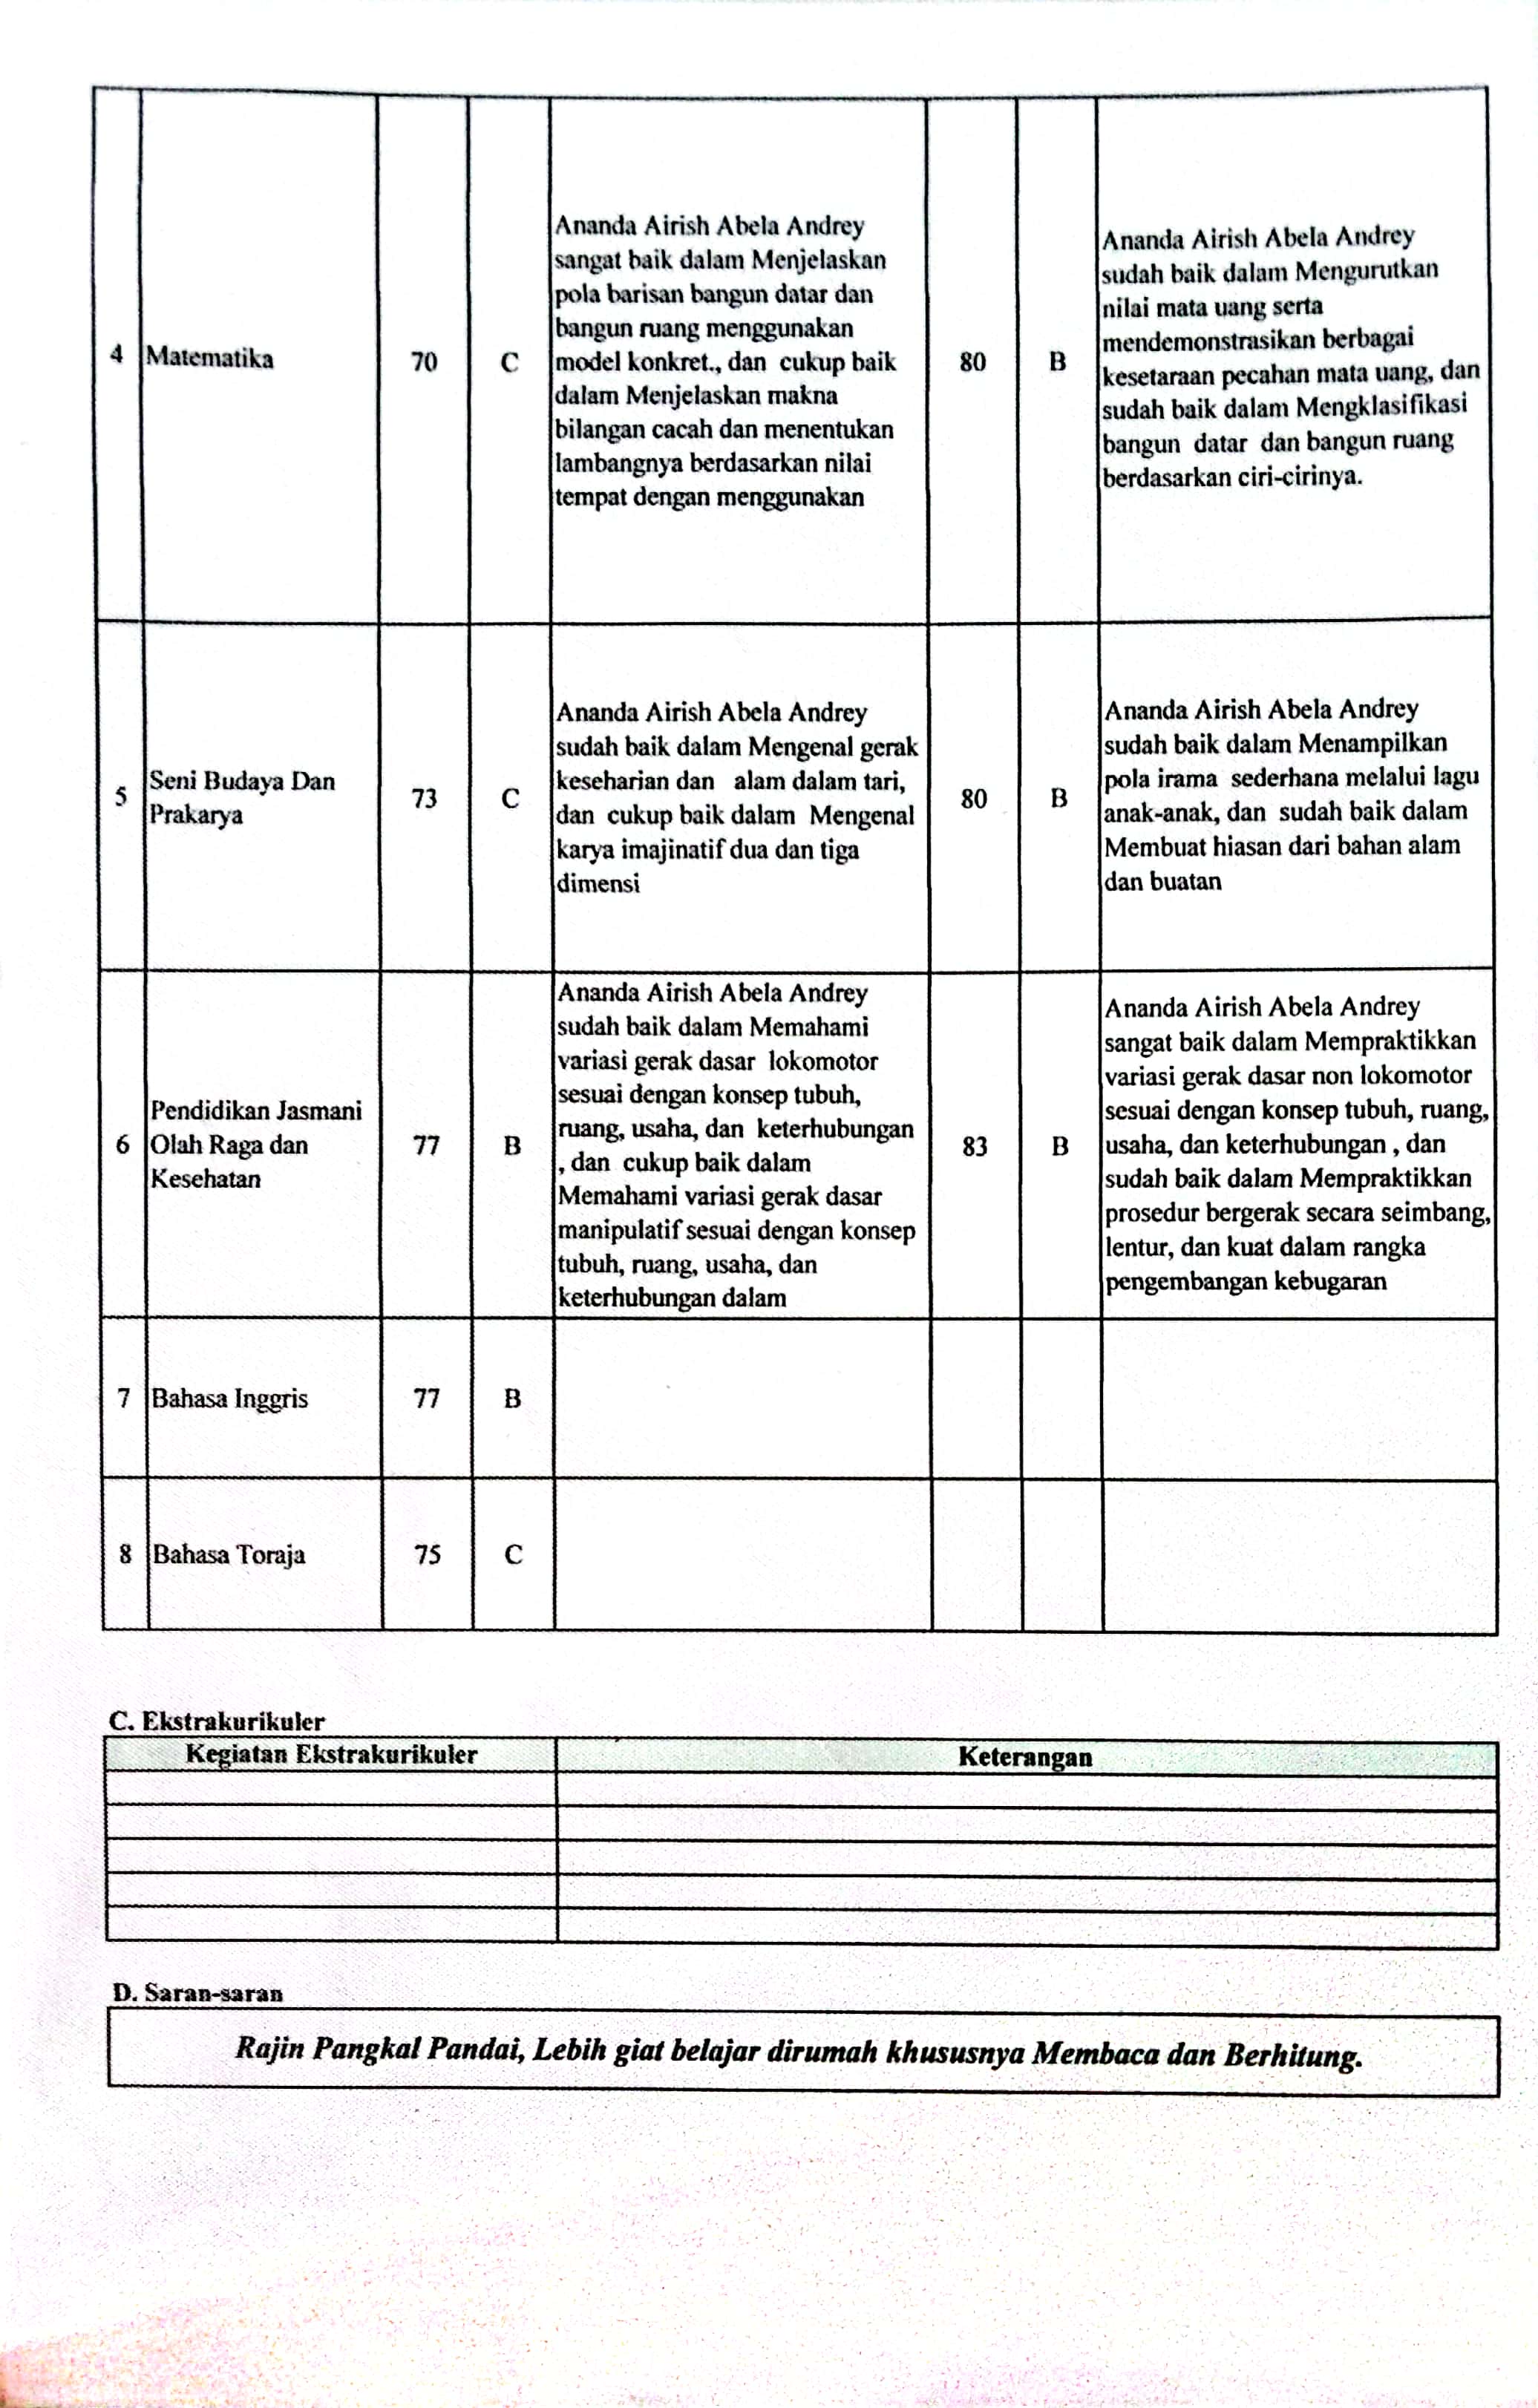 4 Matematika 70 C
Ananda Airish Abela Andrey
sangat baik dalam Menjelaskan
pola barisan bangun datar dan
bangun ruang menggunakan
model konkret., dan cukup baik
dalam Menjelaskan makna
bilangan cacah dan menentukan
lambangnya berdasarkan nilai
tempat dengan menggunakan
80 B
Ananda Airish Abela Andrey
sudah baik dalam Mengurutkan
nilai mata uang serta
mendemonstrasikan berbagai
kesetaraan pecahan mata uang, dan
sudah baik dalam Mengklasifikasi
bangun datar dan bangun ruang
berdasarkan ciri-cirinya.
5 Seni Budaya Dan
Prakarya
73 C
Ananda Airish Abela Andrey
sudah baik dalam Mengenal gerak
keseharian dan alam dalam tari,
dan cukup baik dalam Mengenal
karya imajinatif dua dan tiga
dimensi
80 B
Ananda Airish Abela Andrey
sudah baik dalam Menampilkan
pola irama sederhana melalui lagu
anak-anak, dan sudah baik dalam
Membuat hiasan dari bahan alam
dan buatan
6 Pendidikan Jasmani
Olah Raga dan
Kesehatan
77 B
Ananda Airish Abela Andrey
sudah baik dalam Memahami
variasi gerak dasar lokomotor
sesuai dengan konsep tubuh,
ruang, usaha, dan keterhubungan
, dan cukup baik dalam
Memahami variasi gerak dasar
manipulatif sesuai dengan konsep
tubuh, ruang, usaha, dan
keterhubungan dalam
83 B
Ananda Airish Abela Andrey
sangat baik dalam Mempraktikkan
variasi gerak dasar non lokomotor
sesuai dengan konsep tubuh, ruang,
usaha, dan keterhubungan , dan
sudah baik dalam Mempraktikkan
prosedur bergerak secara seimbang,
lentur, dan kuat dalam rangka
pengembangan kebugaran
7 Bahasa Inggris 77 B
8 Bahasa Toraja 75 C
C. Ekstrakurikuler
Kegiatan Ekstrakurikuler Keterangan
D. Saran-saran
Rajin Pangkal Pandai, Lebih giat belajar dirumah khususnya Membaca dan Berhitung.